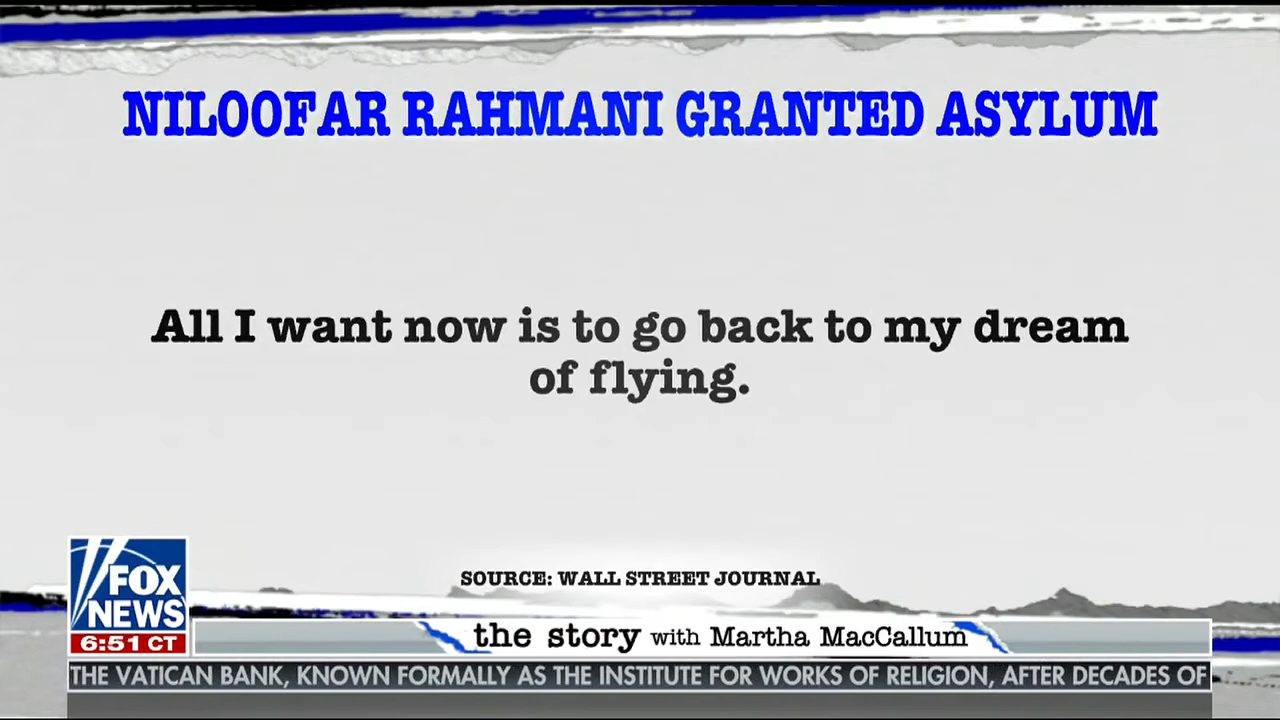 NILOOFAR RAHMANI GRANTED ASYLUM
All I want now is to go back to my dream
of flying.
SOURCE: WALL STREET JOURNAL
FOX
NEWS
6:51 CT
the story with Martha MacCallum
THE VATICAN BANK, KNOWN FORMALLY AS THE INSTITUTE FOR WORKS OF RELIGION, AFTER DECADES OF